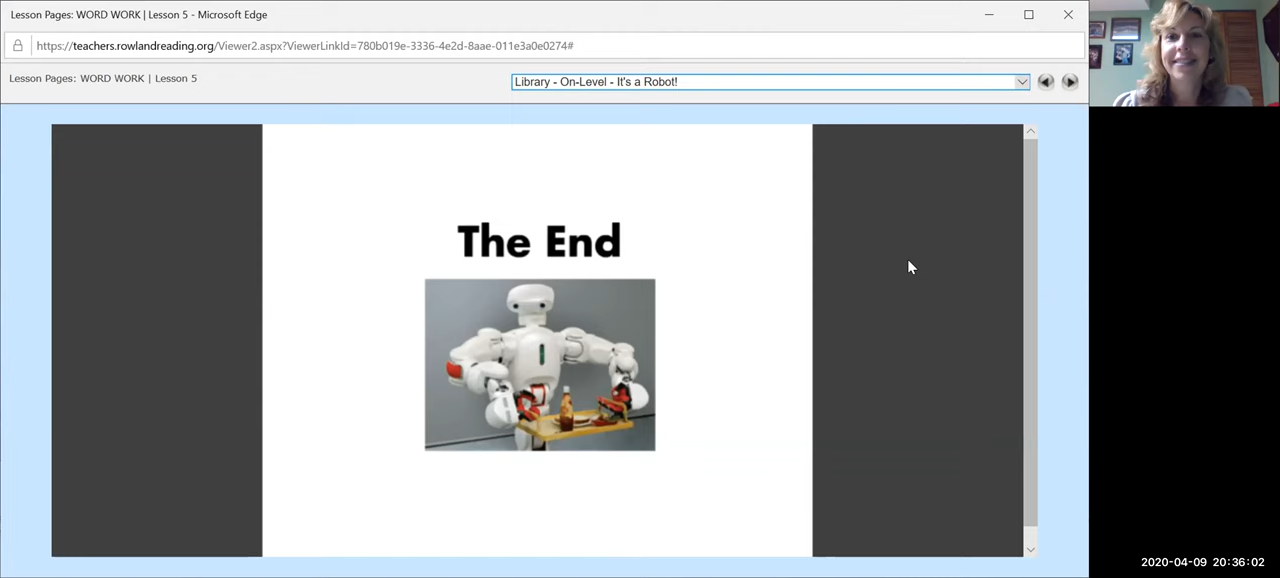 Lesson Pages: WORD WORK | Lesson 5 - Microsoft Edge
https://teachers.rowlandreading.org/Viewer2.aspx?ViewerLinkId=780b019e-3336-4e2d-8aae-011e3a0e0274#
Lesson Pages: WORD WORK | Lesson 5
Library - On-Level - It's a Robot!
The End
2020-04-09 20:36:02